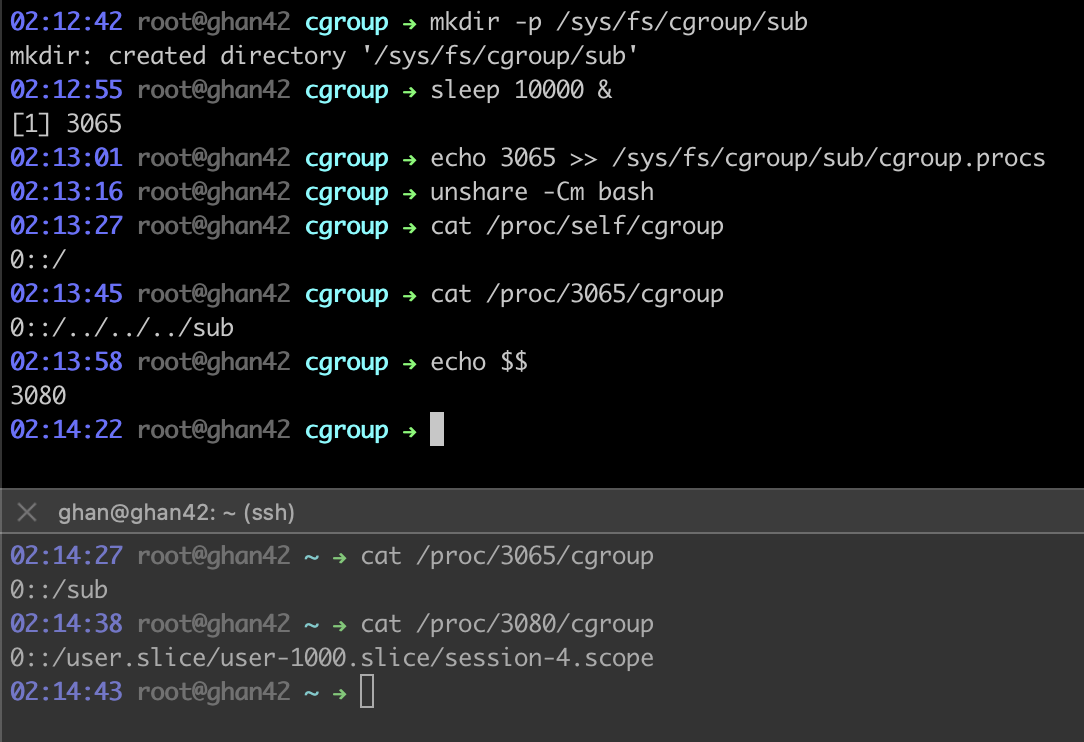 02:12:42 root@ghan42 cgroup → mkdir -p /sys/fs/cgroup/sub
mkdir: created directory '/sys/fs/cgroup/sub'
02:12:55 root@ghan42 cgroup → sleep 10000 &
[1] 3065
02:13:01 root@ghan42 cgroup → echo 3065 >> /sys/fs/cgroup/sub/cgroup.procs
02:13:16 root@ghan42 cgroup → unshare -Cm bash
02:13:27 root@ghan42 cgroup → cat /proc/self/cgroup
0::/
02:13:45 root@ghan42 cgroup → cat /proc/3065/cgroup
0::/../../../sub
02:13:58 root@ghan42 cgroup → echo $$
3080
02:14:22 root@ghan42 cgroup →
ghan@ghan42: ~ (ssh)
02:14:27 root@ghan42 ~ → cat /proc/3065/cgroup
0::/sub
02:14:38 root@ghan42 ~ → cat /proc/3080/cgroup
0::/user.slice/user-1000.slice/session-4.scope
02:14:43 root@ghan42 ~ →